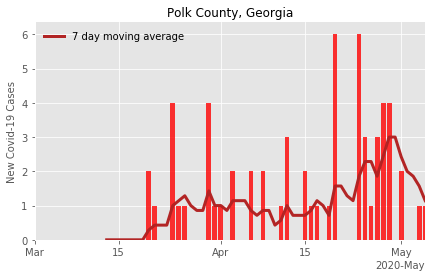 Polk County, Georgia
7 day moving average
New Covid-19 Cases
6
5
4
3
2
1
0
Mar
15
Apr
15
May
2020-May